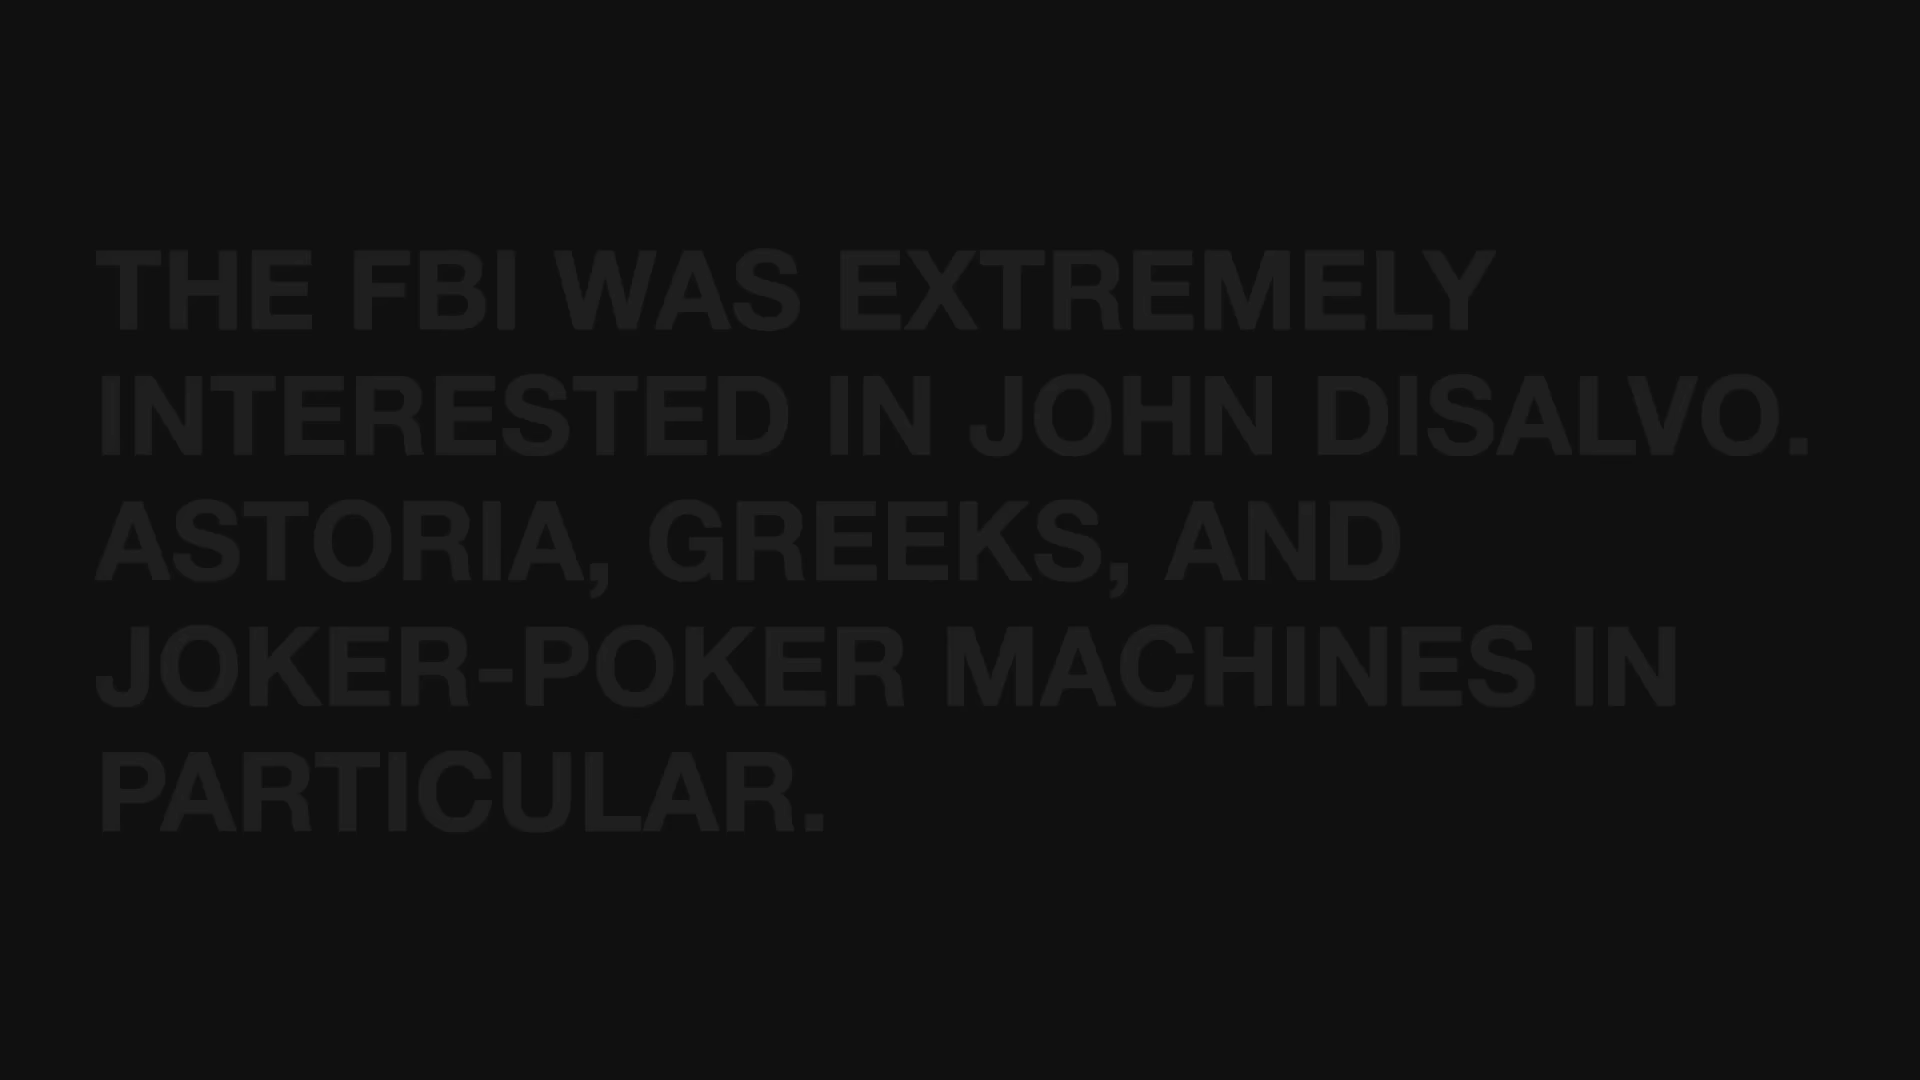 THE FBI WAS EXTREMELY
INTERESTED IN JOHN DISALVO.
ASTORIA, GREEKS, AND
JOKER-POKER MACHINES IN
PARTICULAR.